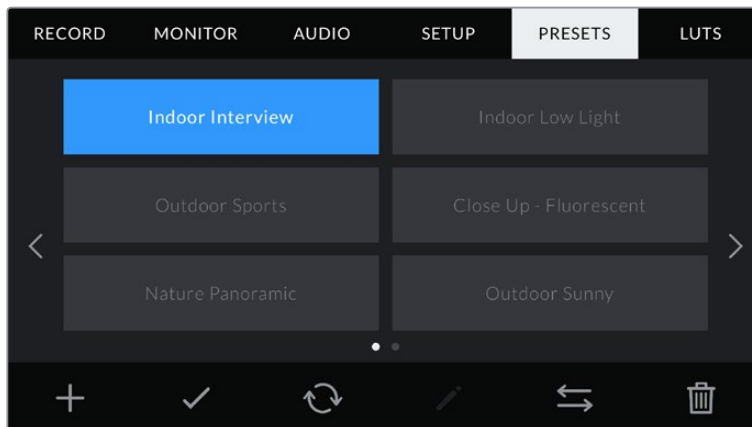 RECORD MONITOR AUDIO SETUP PRESETS LUTS
Indoor Interview Indoor Low Light
Outdoor Sports Close Up - Fluorescent
Nature Panoramic Outdoor Sunny